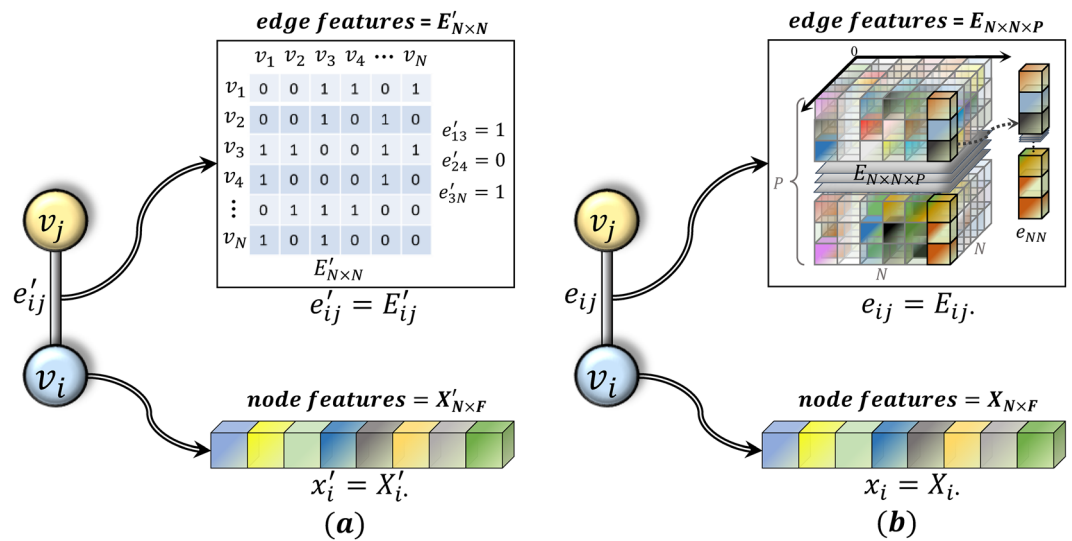 edge features = E′N×N
v1 v2 v3 v4 ⋯ vN
v1 0 0 1 1 0 1
v2 0 0 1 0 1 0
v3 1 1 0 0 1 1
v4 1 0 0 0 1 0
⋮ 0 1 1 1 0 0
vN 1 0 1 0 0 0
e′13 = 1
e′24 = 0
e′3N = 1
E′N×N
e′ij = E′ij
vj
e′ij
vi
node features = X′N×F
x′i = X′i.
(a)
edge features = EN×N×P
0
P
EN×N×P
N
N
eNN
eij = Eij.
vj
eij
vi
node features = XN×F
xi = Xi.
(b)